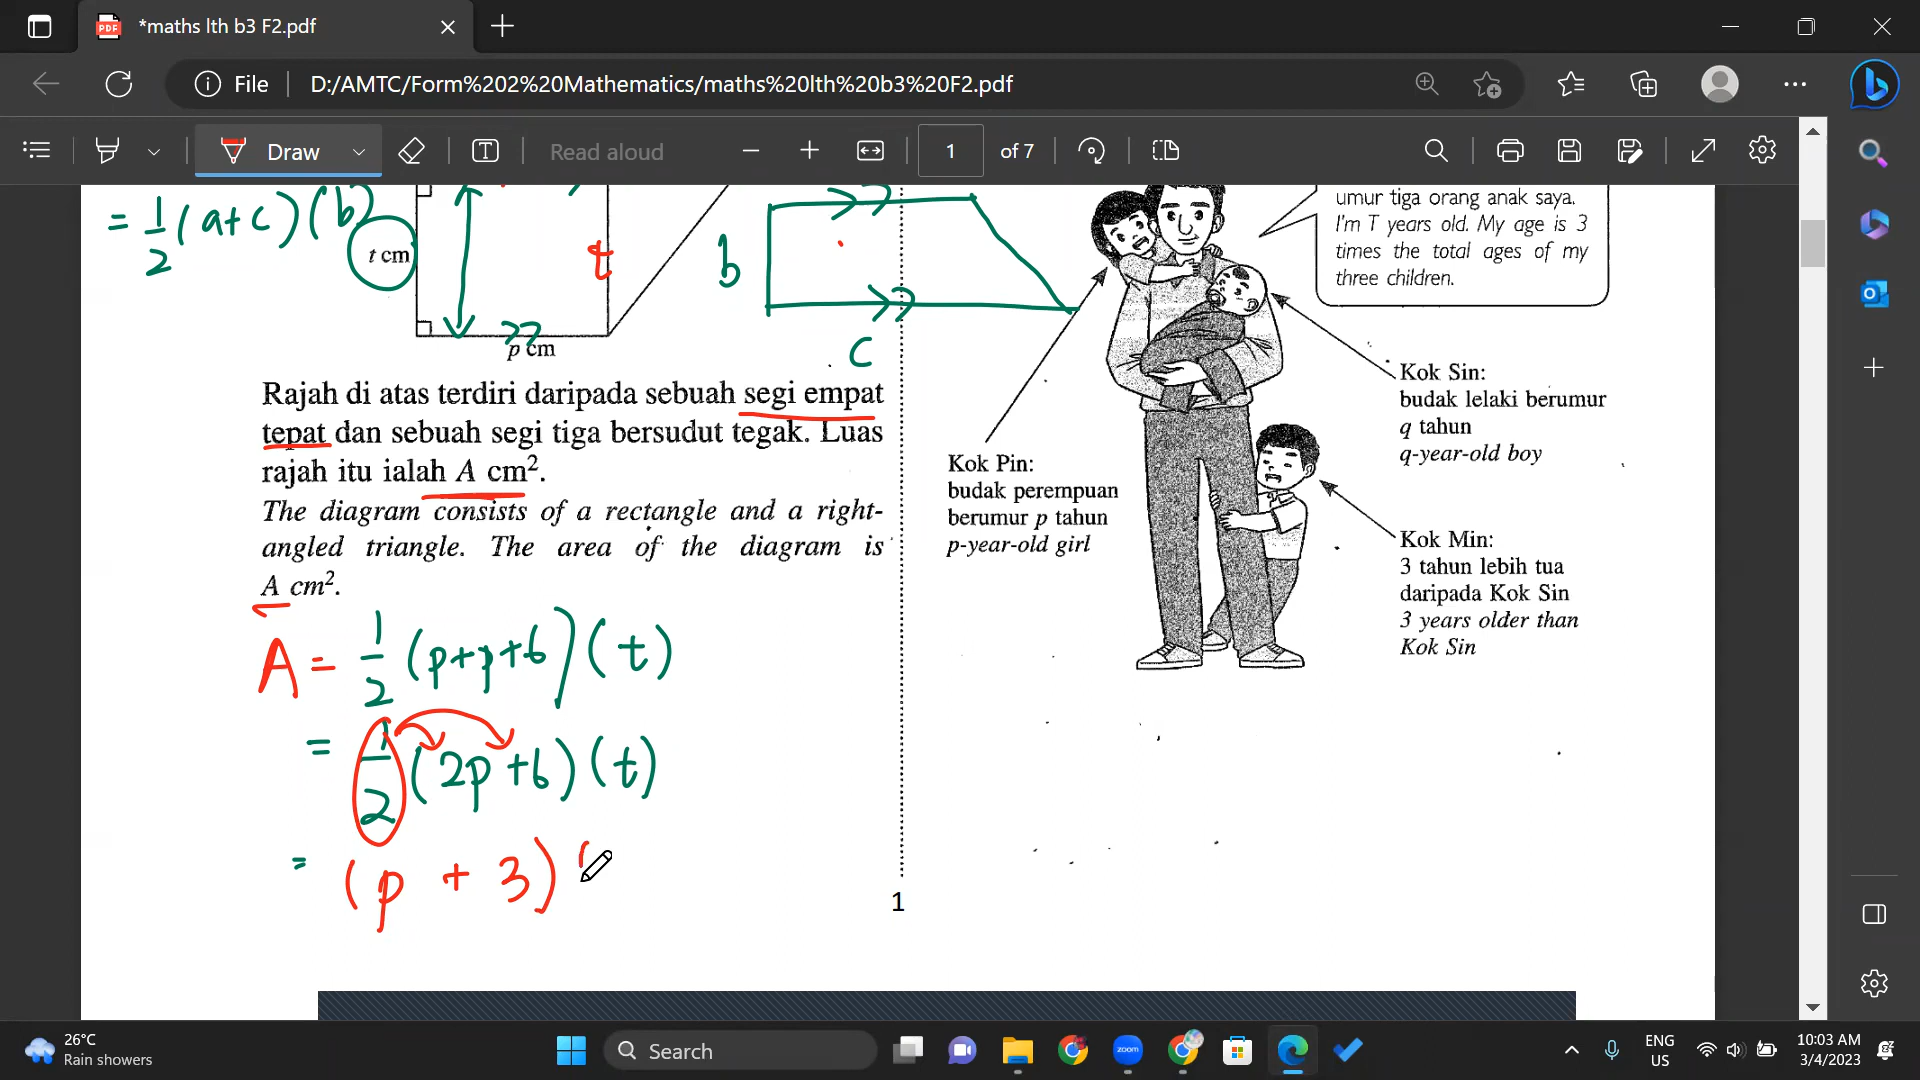 *maths lth b3 F2.pdf
File
D:/AMTC/Form%202%20Mathematics/maths%20lth%20b3%20F2.pdf
Draw
Read aloud
1
of 7
= 1/2 (a+c)(b)
t cm
t
p cm
b
c
Rajah di atas terdiri daripada sebuah segi empat
tepat dan sebuah segi tiga bersudut tegak. Luas
rajah itu ialah A cm².
The diagram consists of a rectangle and a right-
angled triangle. The area of the diagram is
A cm².
A = 1/2 (p+p+6)(t)
= 1/2 (2p+6)(t)
= (p + 3) (
umur tiga orang anak saya.
I'm T years old. My age is 3
times the total ages of my
three children.
Kok Sin:
budak lelaki berumur
q tahun
q-year-old boy
Kok Pin:
budak perempuan
berumur p tahun
p-year-old girl
Kok Min:
3 tahun lebih tua
daripada Kok Sin
3 years older than
Kok Sin
1
26°C
Rain showers
Search
zoom
ENG
US
10:03 AM
3/4/2023